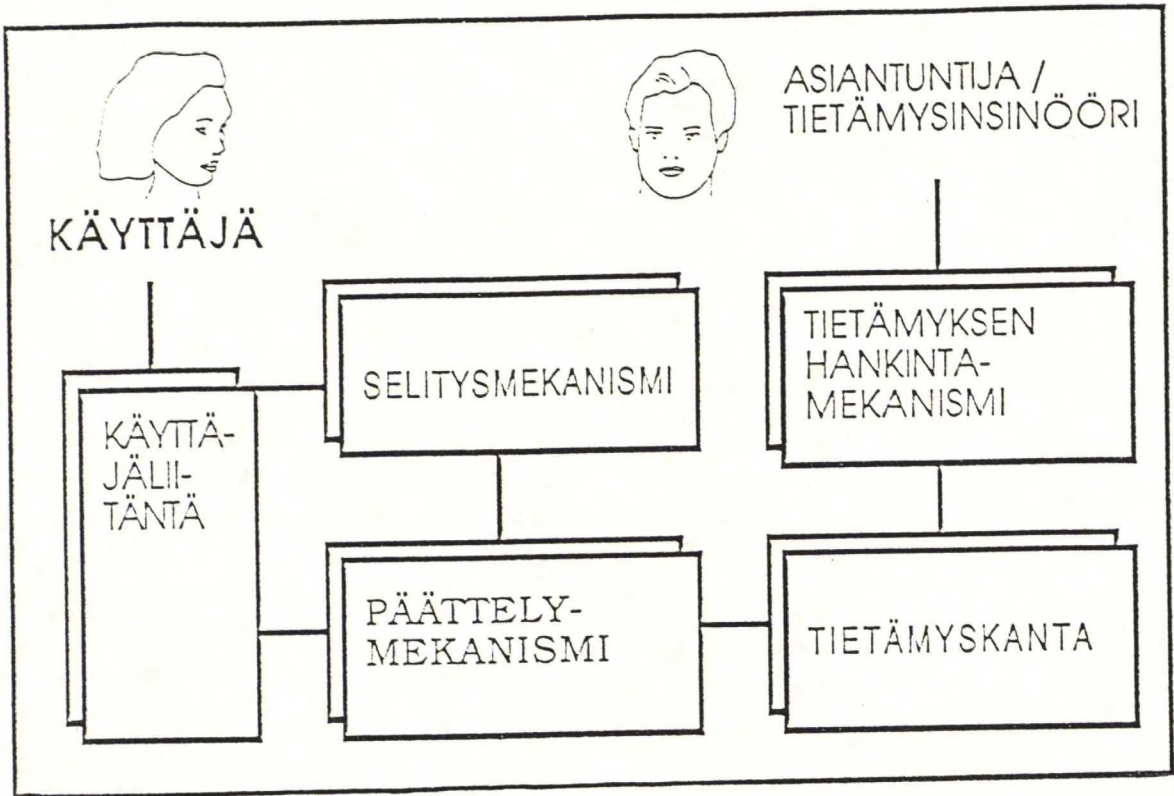 ASIANTUNTIJA /
TIETÄMYSINSINÖÖRI
KÄYTTÄJÄ
SELITYSMEKANISMI
TIETÄMYKSEN
HANKINTA-
MEKANISMI
KÄYTTÄ-
JÄLII-
TÄNTÄ
PÄÄTTELY-
MEKANISMI
TIETÄMYSKANTA